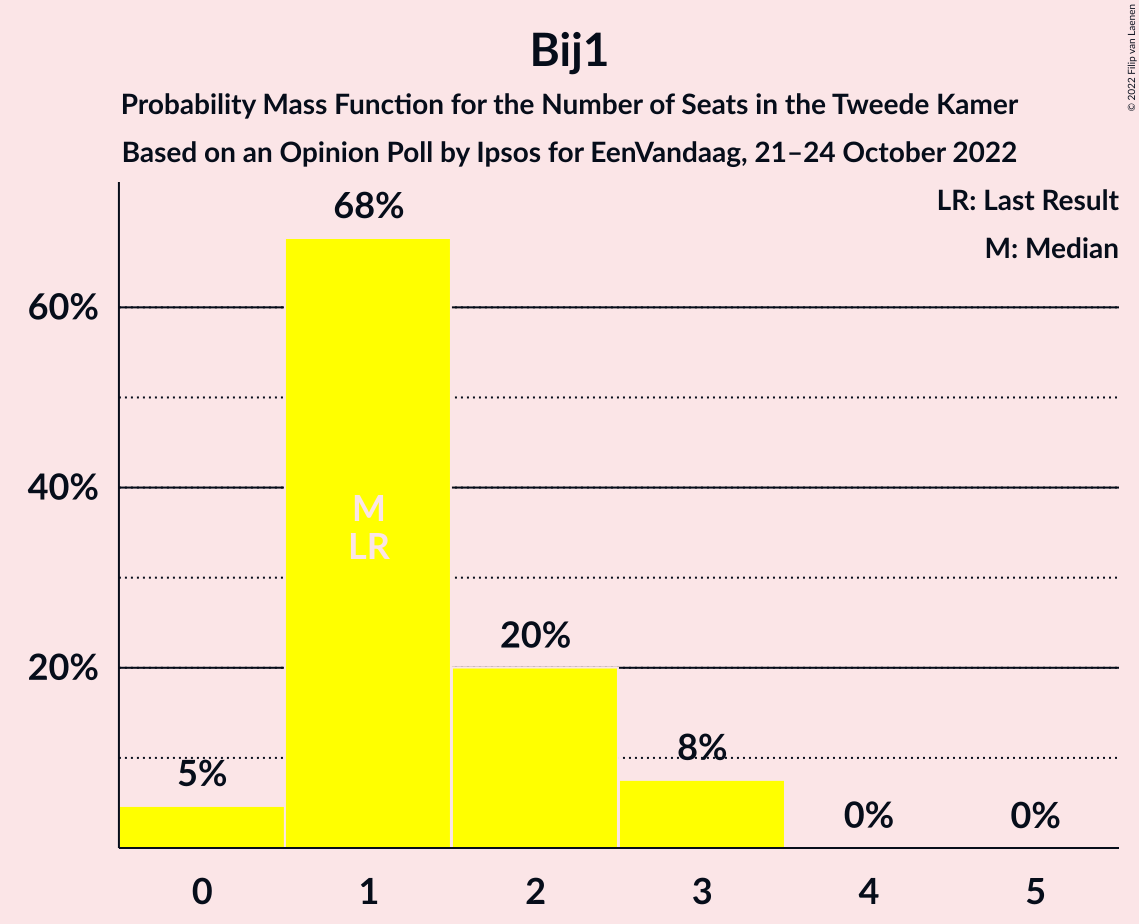 Bij1
Probability Mass Function for the Number of Seats in the Tweede Kamer
Based on an Opinion Poll by Ipsos for EenVandaag, 21–24 October 2022
© 2022 Filip van Laenen
LR: Last Result
M: Median
68%
60%
40%
M
LR
20%
20%
8%
5%
0%
0%
0 1 2 3 4 5